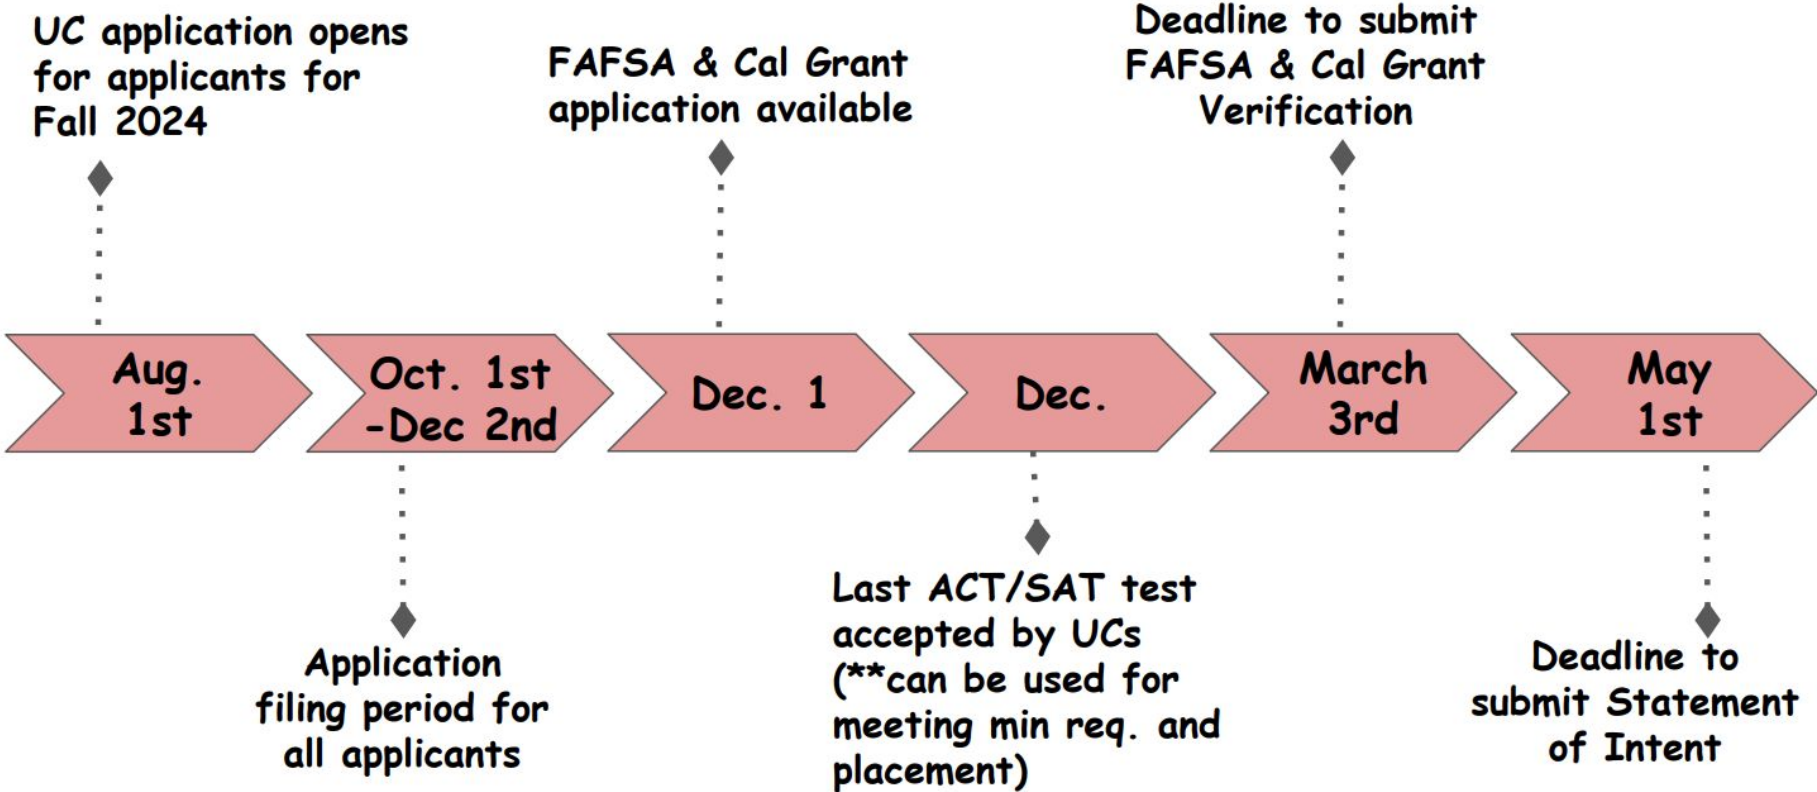 UC application opens
for applicants for
Fall 2024
FAFSA & Cal Grant
application available
Deadline to submit
FAFSA & Cal Grant
Verification
Aug.
1st
Oct. 1st
-Dec 2nd
Dec. 1
Dec.
March
3rd
May
1st
Application
filing period for
all applicants
Last ACT/SAT test
accepted by UCs
(**can be used for
meeting min req. and
placement)
Deadline to
submit Statement
of Intent